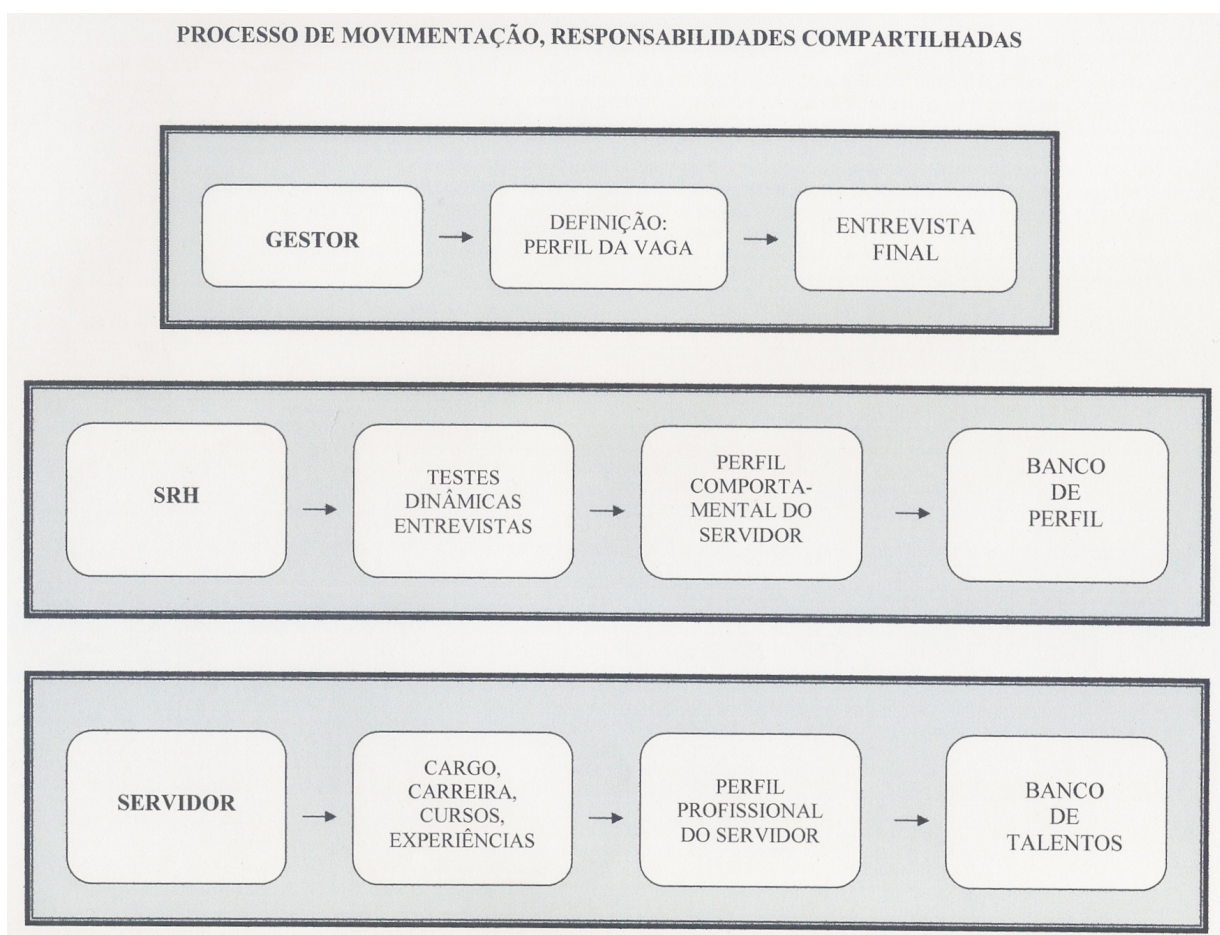 PROCESSO DE MOVIMENTAÇÃO, RESPONSABILIDADES COMPARTILHADAS
GESTOR
DEFINIÇÃO:
PERFIL DA VAGA
ENTREVISTA
FINAL
SRH
TESTES
DINÂMICAS
ENTREVISTAS
PERFIL
COMPORTA-
MENTAL DO
SERVIDOR
BANCO
DE
PERFIL
SERVIDOR
CARGO,
CARREIRA,
CURSOS,
EXPERIÊNCIAS
PERFIL
PROFISSIONAL
DO SERVIDOR
BANCO
DE
TALENTOS